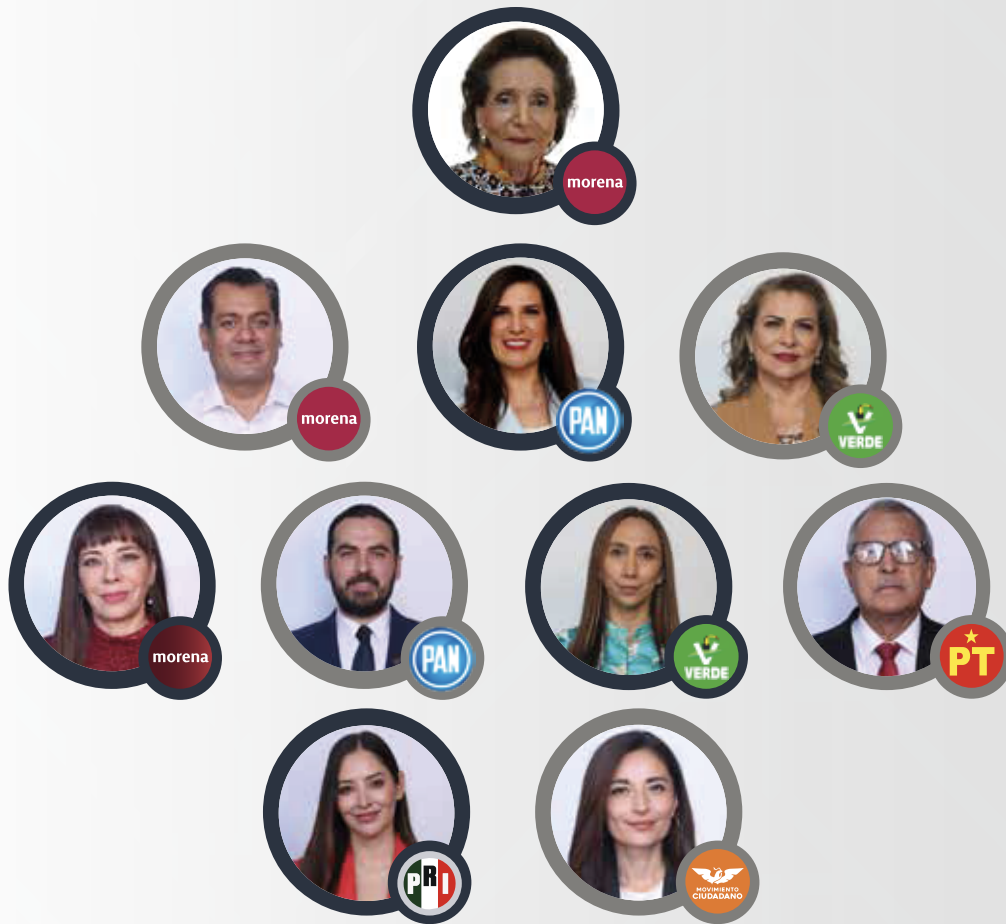 morena
morena
PAN
VERDE
morena
PAN
VERDE
PT
PRI
MOVIMIENTO
CIUDADANO